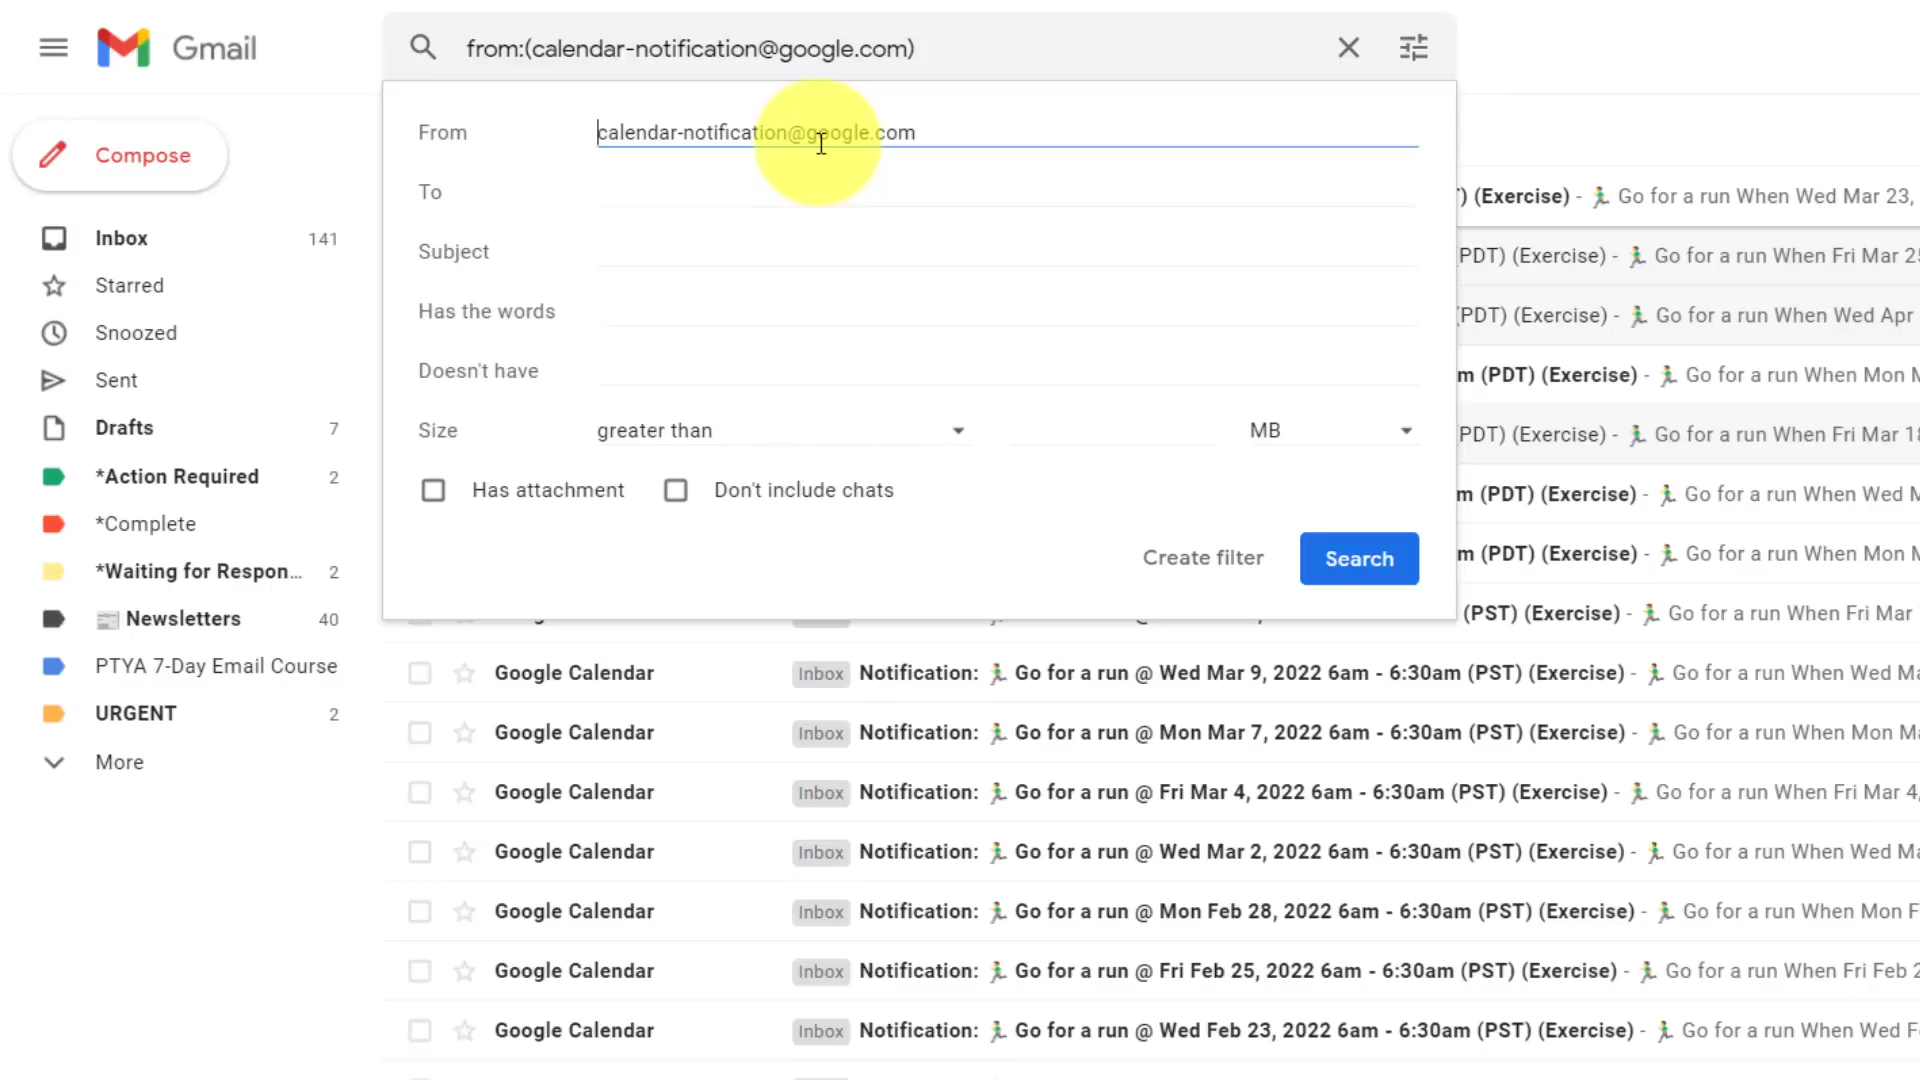 Gmail
from:(calendar-notification@google.com)
Compose
Inbox 141
Starred
Snoozed
Sent
Drafts 7
*Action Required 2
*Complete
*Waiting for Respon... 2
📰 Newsletters 40
PTYA 7-Day Email Course
URGENT 2
More
From calendar-notification@google.com
To
Subject
Has the words
Doesn't have
Size greater than MB
Has attachment Don't include chats
Create filter Search
) (Exercise) - 🏃 Go for a run When Wed Mar 23,
PDT) (Exercise) - 🏃 Go for a run When Fri Mar
PDT) (Exercise) - 🏃 Go for a run When Wed Apr
m (PDT) (Exercise) - 🏃 Go for a run When Mon
PDT) (Exercise) - 🏃 Go for a run When Fri Mar
m (PDT) (Exercise) - 🏃 Go for a run When Wed
m (PDT) (Exercise) - 🏃 Go for a run When Mon
(PST) (Exercise) - 🏃 Go for a run When Fri Mar
Google Calendar Inbox Notification: 🏃 Go for a run @ Wed Mar 9, 2022 6am - 6:30am (PST) (Exercise) - 🏃 Go for a run When Wed
Google Calendar Inbox Notification: 🏃 Go for a run @ Mon Mar 7, 2022 6am - 6:30am (PST) (Exercise) - 🏃 Go for a run When Mon
Google Calendar Inbox Notification: 🏃 Go for a run @ Fri Mar 4, 2022 6am - 6:30am (PST) (Exercise) - 🏃 Go for a run When Fri Mar 4,
Google Calendar Inbox Notification: 🏃 Go for a run @ Wed Mar 2, 2022 6am - 6:30am (PST) (Exercise) - 🏃 Go for a run When Wed
Google Calendar Inbox Notification: 🏃 Go for a run @ Mon Feb 28, 2022 6am - 6:30am (PST) (Exercise) - 🏃 Go for a run When Mon
Google Calendar Inbox Notification: 🏃 Go for a run @ Fri Feb 25, 2022 6am - 6:30am (PST) (Exercise) - 🏃 Go for a run When Fri Feb
Google Calendar Inbox Notification: 🏃 Go for a run @ Wed Feb 23, 2022 6am - 6:30am (PST) (Exercise) - 🏃 Go for a run When Wed